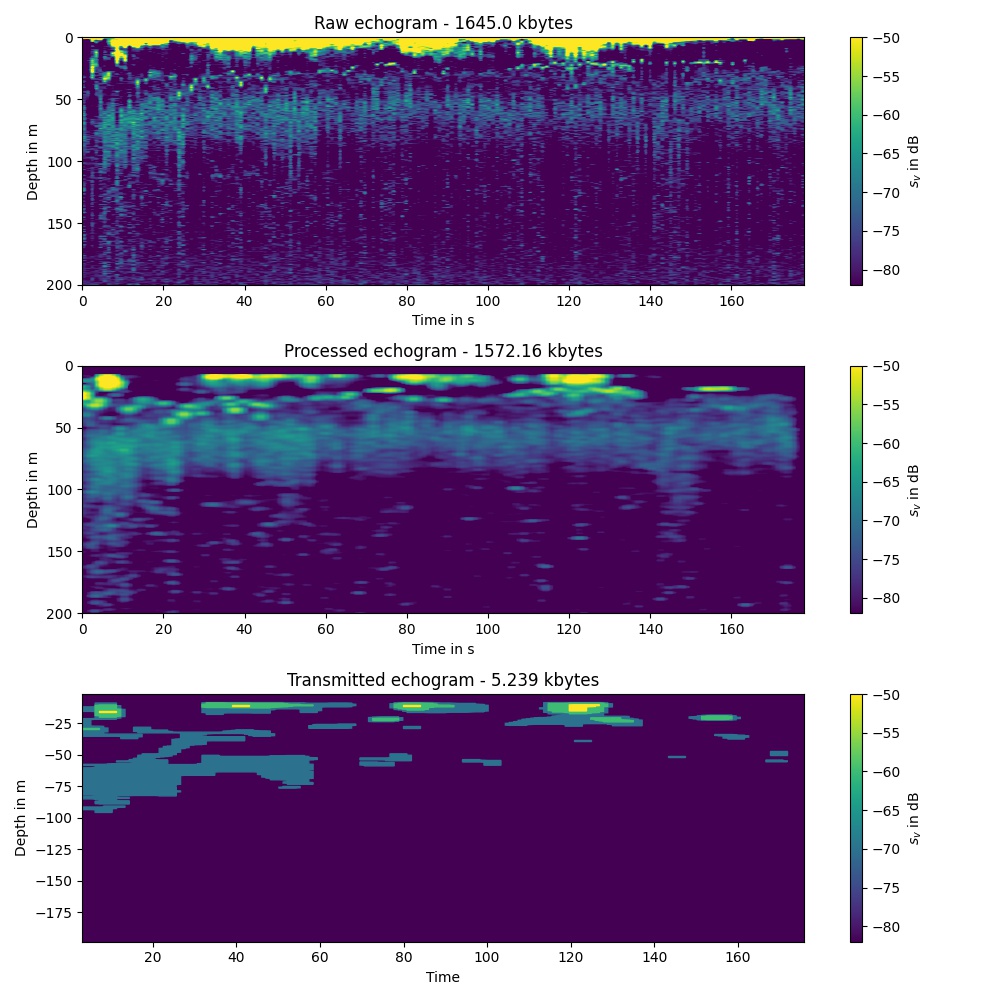 Raw echogram - 1645.0 kbytes
0
50
100
150
200
Depth in m
0 20 40 60 80 100 120 140 160
Time in s
−50
−55
−60
−65
−70
−75
−80
sv in dB
Processed echogram - 1572.16 kbytes
0
50
100
150
200
Depth in m
0 20 40 60 80 100 120 140 160
Time in s
−50
−55
−60
−65
−70
−75
−80
sv in dB
Transmitted echogram - 5.239 kbytes
−25
−50
−75
−100
−125
−150
−175
Depth in m
20 40 60 80 100 120 140 160
Time
−50
−55
−60
−65
−70
−75
−80
sv in dB